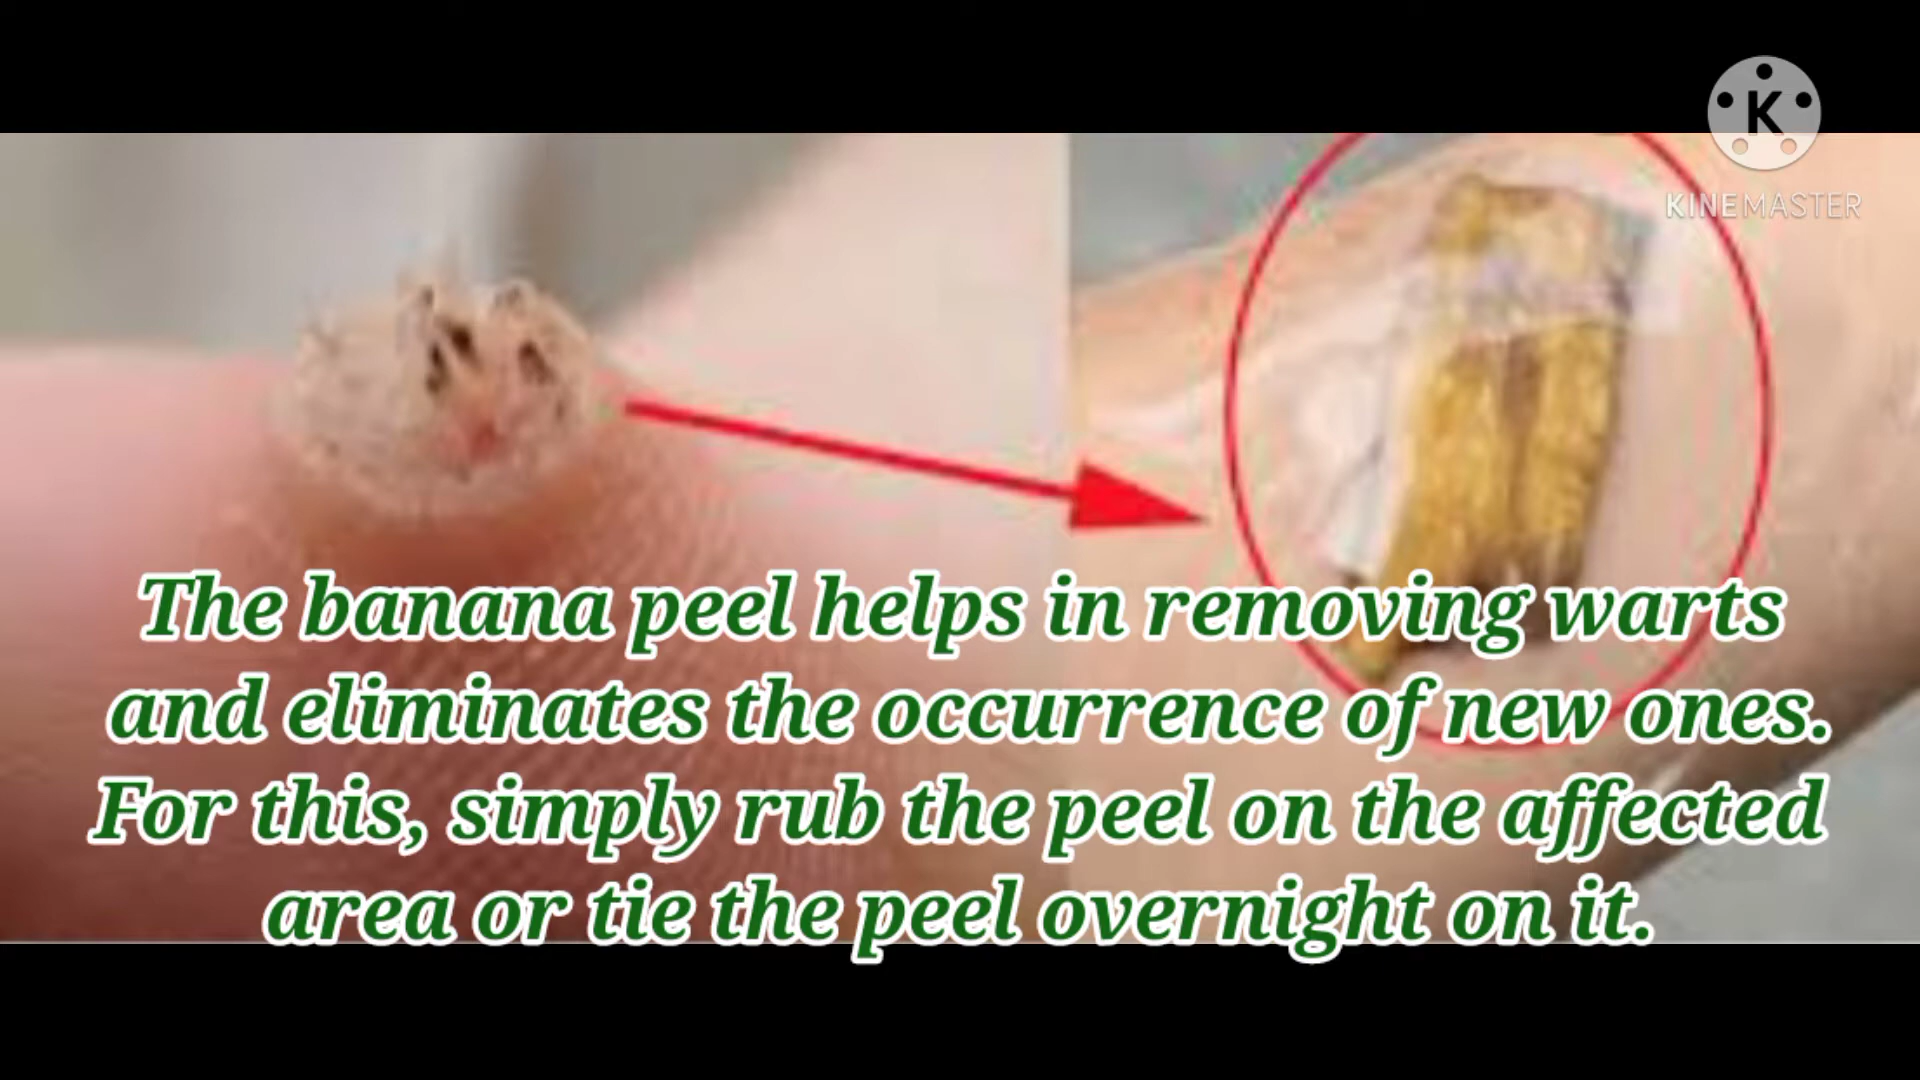 K
KINEMASTER
The banana peel helps in removing warts
and eliminates the occurrence of new ones.
For this, simply rub the peel on the affected
area or tie the peel overnight on it.